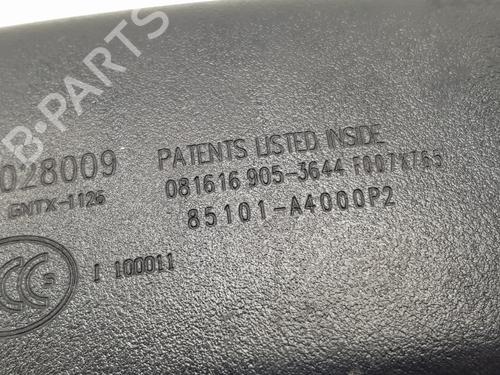 PATENTS LISTED INSIDE
028009 081616 905-3644 F007X765
GNTX-1126 85101-A4000P2
I 100011
B-PARTS